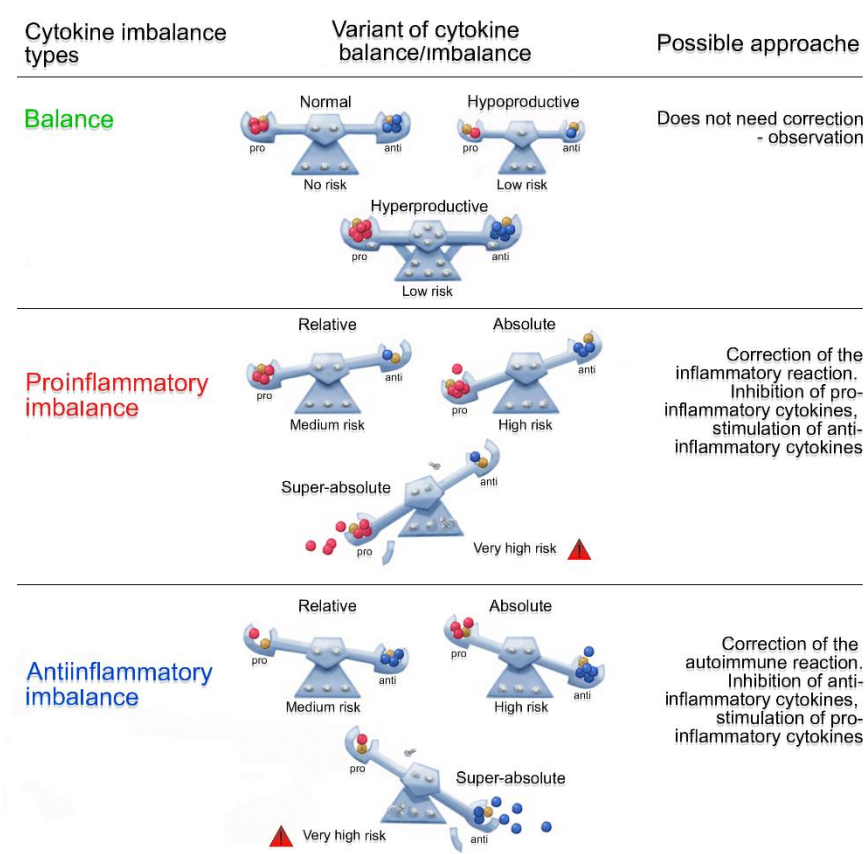 Cytokine imbalance
types
Variant of cytokine
balance/imbalance
Possible approache
Balance
Normal
pro
anti
No risk
Hypoproductive
pro
anti
Low risk
Hyperproductive
pro
anti
Low risk
Does not need correction
- observation
Proinflammatory
imbalance
Relative
pro
anti
Medium risk
Absolute
pro
anti
High risk
Super-absolute
pro
anti
Very high risk
!
Correction of the
inflammatory reaction.
Inhibition of pro-
inflammatory cytokines,
stimulation of anti-
inflammatory cytokines
Antiinflammatory
imbalance
Relative
pro
anti
Medium risk
Absolute
pro
anti
High risk
Super-absolute
pro
anti
!
Very high risk
Correction of the
autoimmune reaction.
Inhibition of anti-
inflammatory cytokines,
stimulation of pro-
inflammatory cytokines